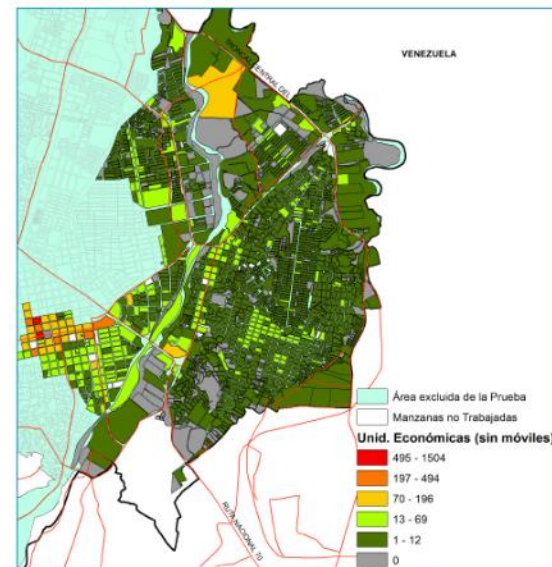 VENEZUELA
TRONCAL CENTRAL DEL
RUTA NACIONAL 70
Área excluida de la Prueba
Manzanas no Trabajadas
Unid. Económicas (sin móviles)
495 - 1504
197 - 494
70 - 196
13 - 69
1 - 12
0